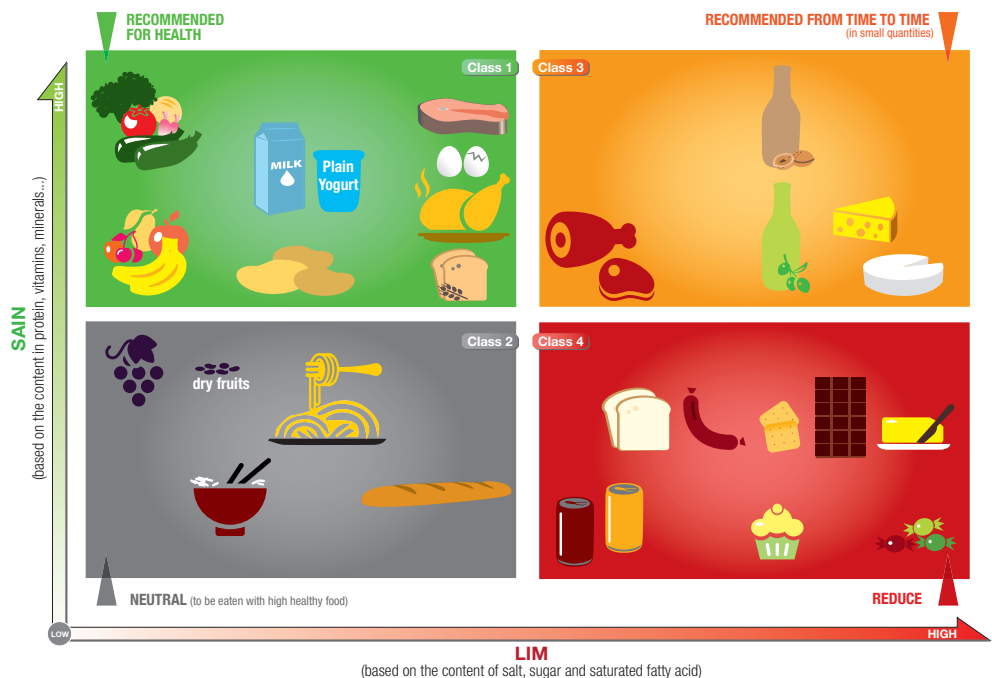 RECOMMENDED
FOR HEALTH
RECOMMENDED FROM TIME TO TIME
(in small quantities)
Class 1
Class 3
HIGH
MILK
Plain
Yogurt
SAIN
(based on the content in protein, vitamins, minerals...)
Class 2
Class 4
dry fruits
NEUTRAL (to be eaten with high healthy food)
REDUCE
LOW
HIGH
LIM
(based on the content of salt, sugar and saturated fatty acid)